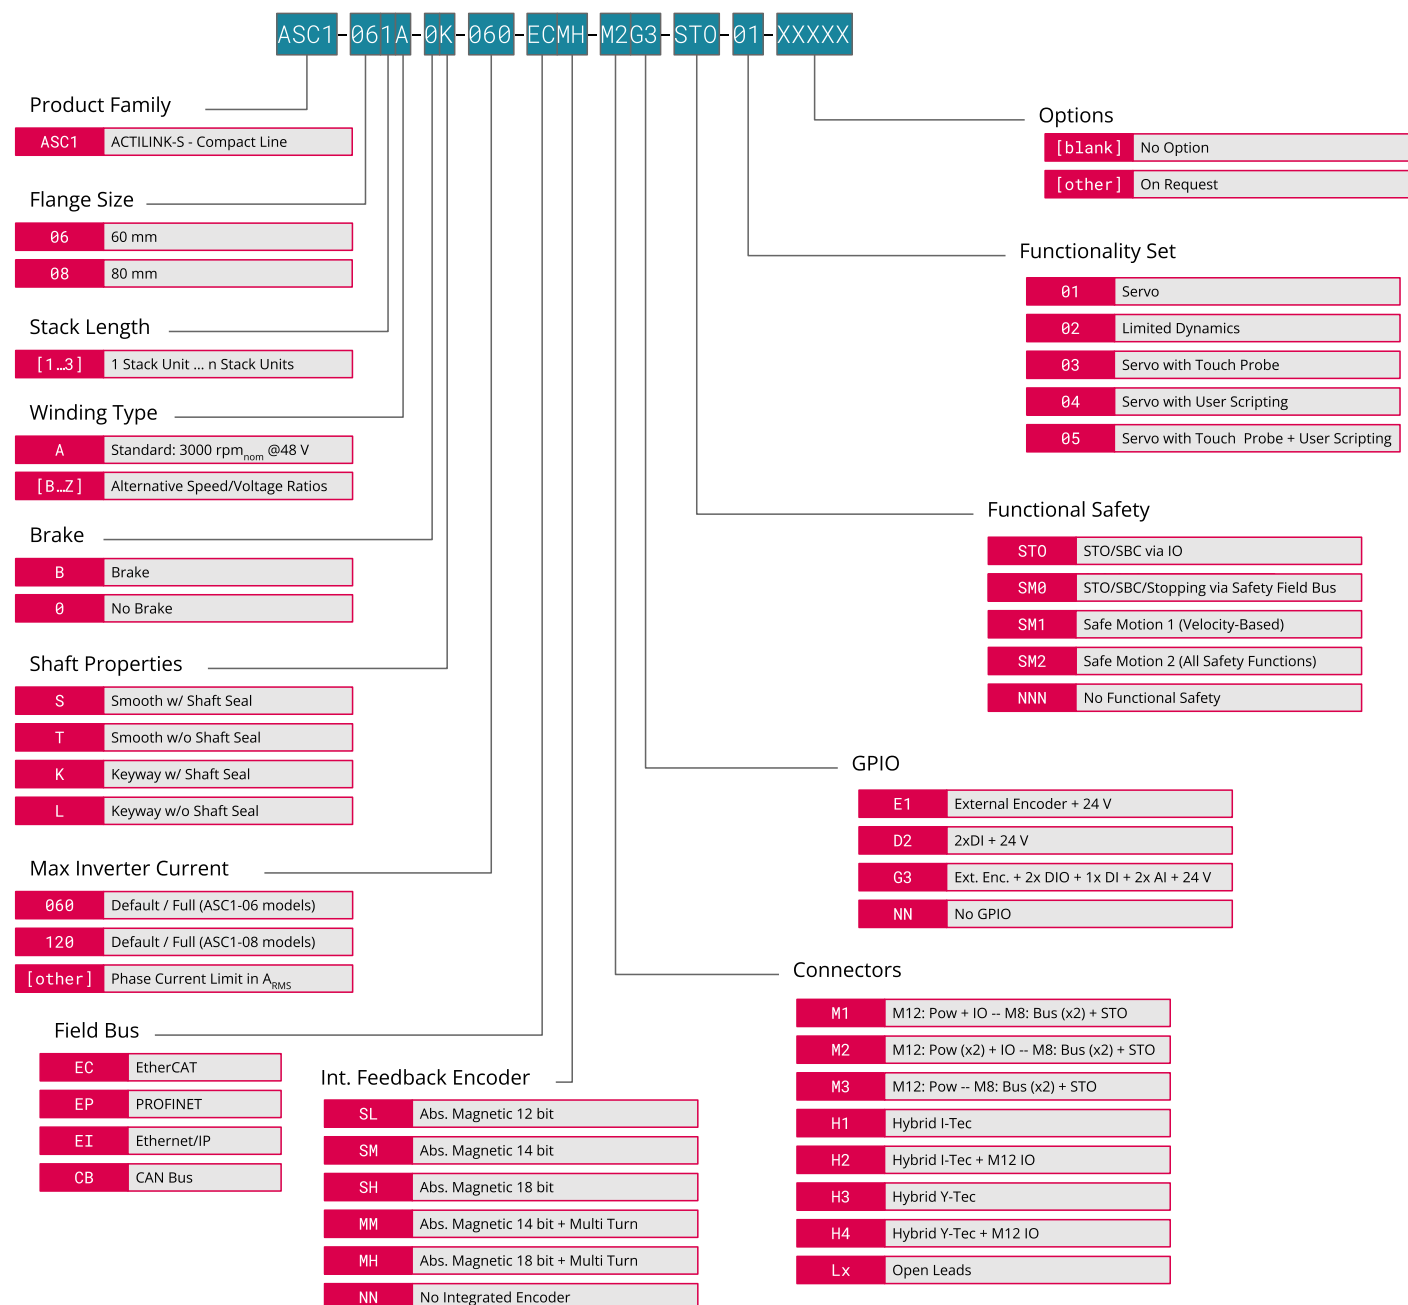 ASC1-061A-0K-060-ECMH-M2G3-STO-01-XXXXX
Product Family
ASC1 ACTILINK-S - Compact Line
Flange Size
06 60 mm
08 80 mm
Stack Length
[1…3] 1 Stack Unit ... n Stack Units
Winding Type
A Standard: 3000 rpmnom @48 V
[B…Z] Alternative Speed/Voltage Ratios
Brake
B Brake
0 No Brake
Shaft Properties
S Smooth w/ Shaft Seal
T Smooth w/o Shaft Seal
K Keyway w/ Shaft Seal
L Keyway w/o Shaft Seal
Max Inverter Current
060 Default / Full (ASC1-06 models)
120 Default / Full (ASC1-08 models)
[other] Phase Current Limit in ARMS
Field Bus
EC EtherCAT
EP PROFINET
EI Ethernet/IP
CB CAN Bus
Int. Feedback Encoder
SL Abs. Magnetic 12 bit
SM Abs. Magnetic 14 bit
SH Abs. Magnetic 18 bit
MM Abs. Magnetic 14 bit + Multi Turn
MH Abs. Magnetic 18 bit + Multi Turn
NN No Integrated Encoder
Options
[blank] No Option
[other] On Request
Functionality Set
01 Servo
02 Limited Dynamics
03 Servo with Touch Probe
04 Servo with User Scripting
05 Servo with Touch  Probe + User Scripting
Functional Safety
STO STO/SBC via IO
SM0 STO/SBC/Stopping via Safety Field Bus
SM1 Safe Motion 1 (Velocity-Based)
SM2 Safe Motion 2 (All Safety Functions)
NNN No Functional Safety
GPIO
E1 External Encoder + 24 V
D2 2xDI + 24 V
G3 Ext. Enc. + 2x DIO + 1x DI + 2x AI + 24 V
NN No GPIO
Connectors
M1 M12: Pow + IO -- M8: Bus (x2) + STO
M2 M12: Pow (x2) + IO -- M8: Bus (x2) + STO
M3 M12: Pow -- M8: Bus (x2) + STO
H1 Hybrid I-Tec
H2 Hybrid I-Tec + M12 IO
H3 Hybrid Y-Tec
H4 Hybrid Y-Tec + M12 IO
Lx Open Leads